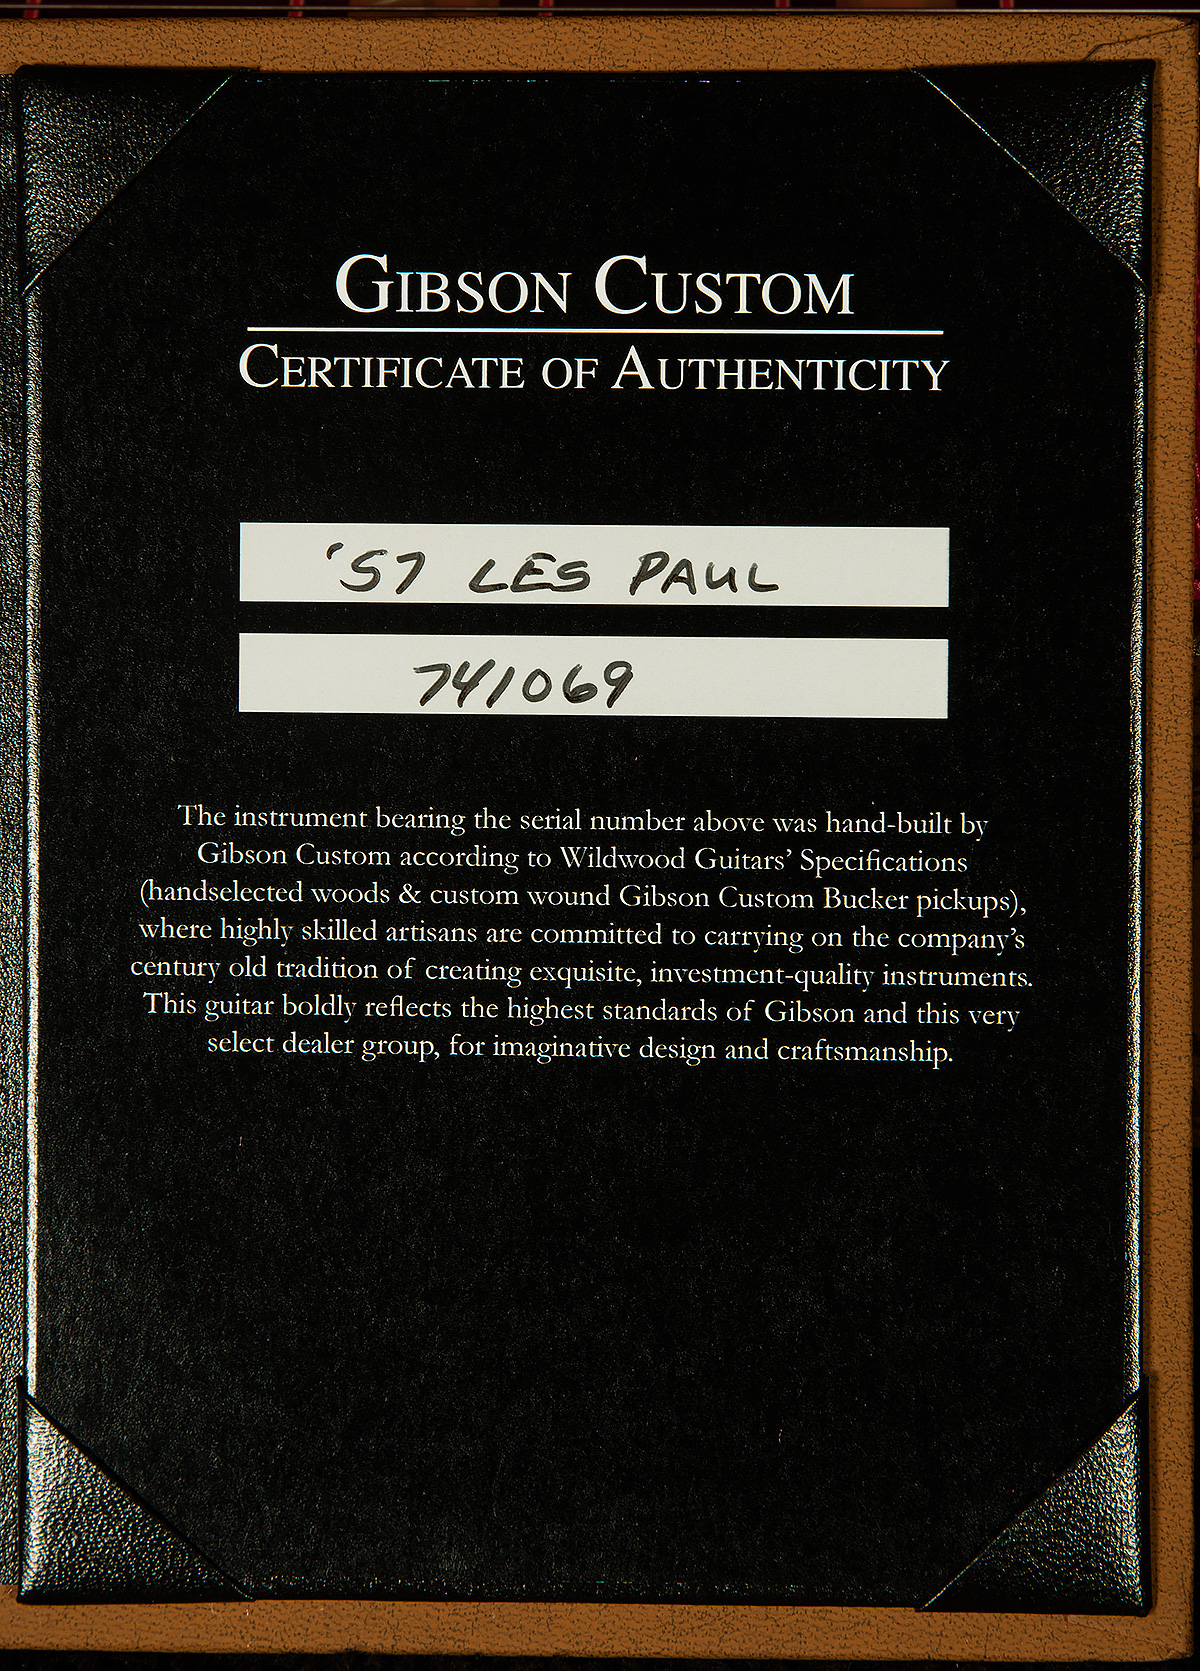 GIBSON CUSTOM
CERTIFICATE OF AUTHENTICITY
'57 LES PAUL
741069
The instrument bearing the serial number above was hand-built by
Gibson Custom according to Wildwood Guitars' Specifications
(handselected woods & custom wound Gibson Custom Bucker pickups),
where highly skilled artisans are committed to carrying on the company's
century old tradition of creating exquisite, investment-quality instruments.
This guitar boldly reflects the highest standards of Gibson and this very
select dealer group, for imaginative design and craftsmanship.